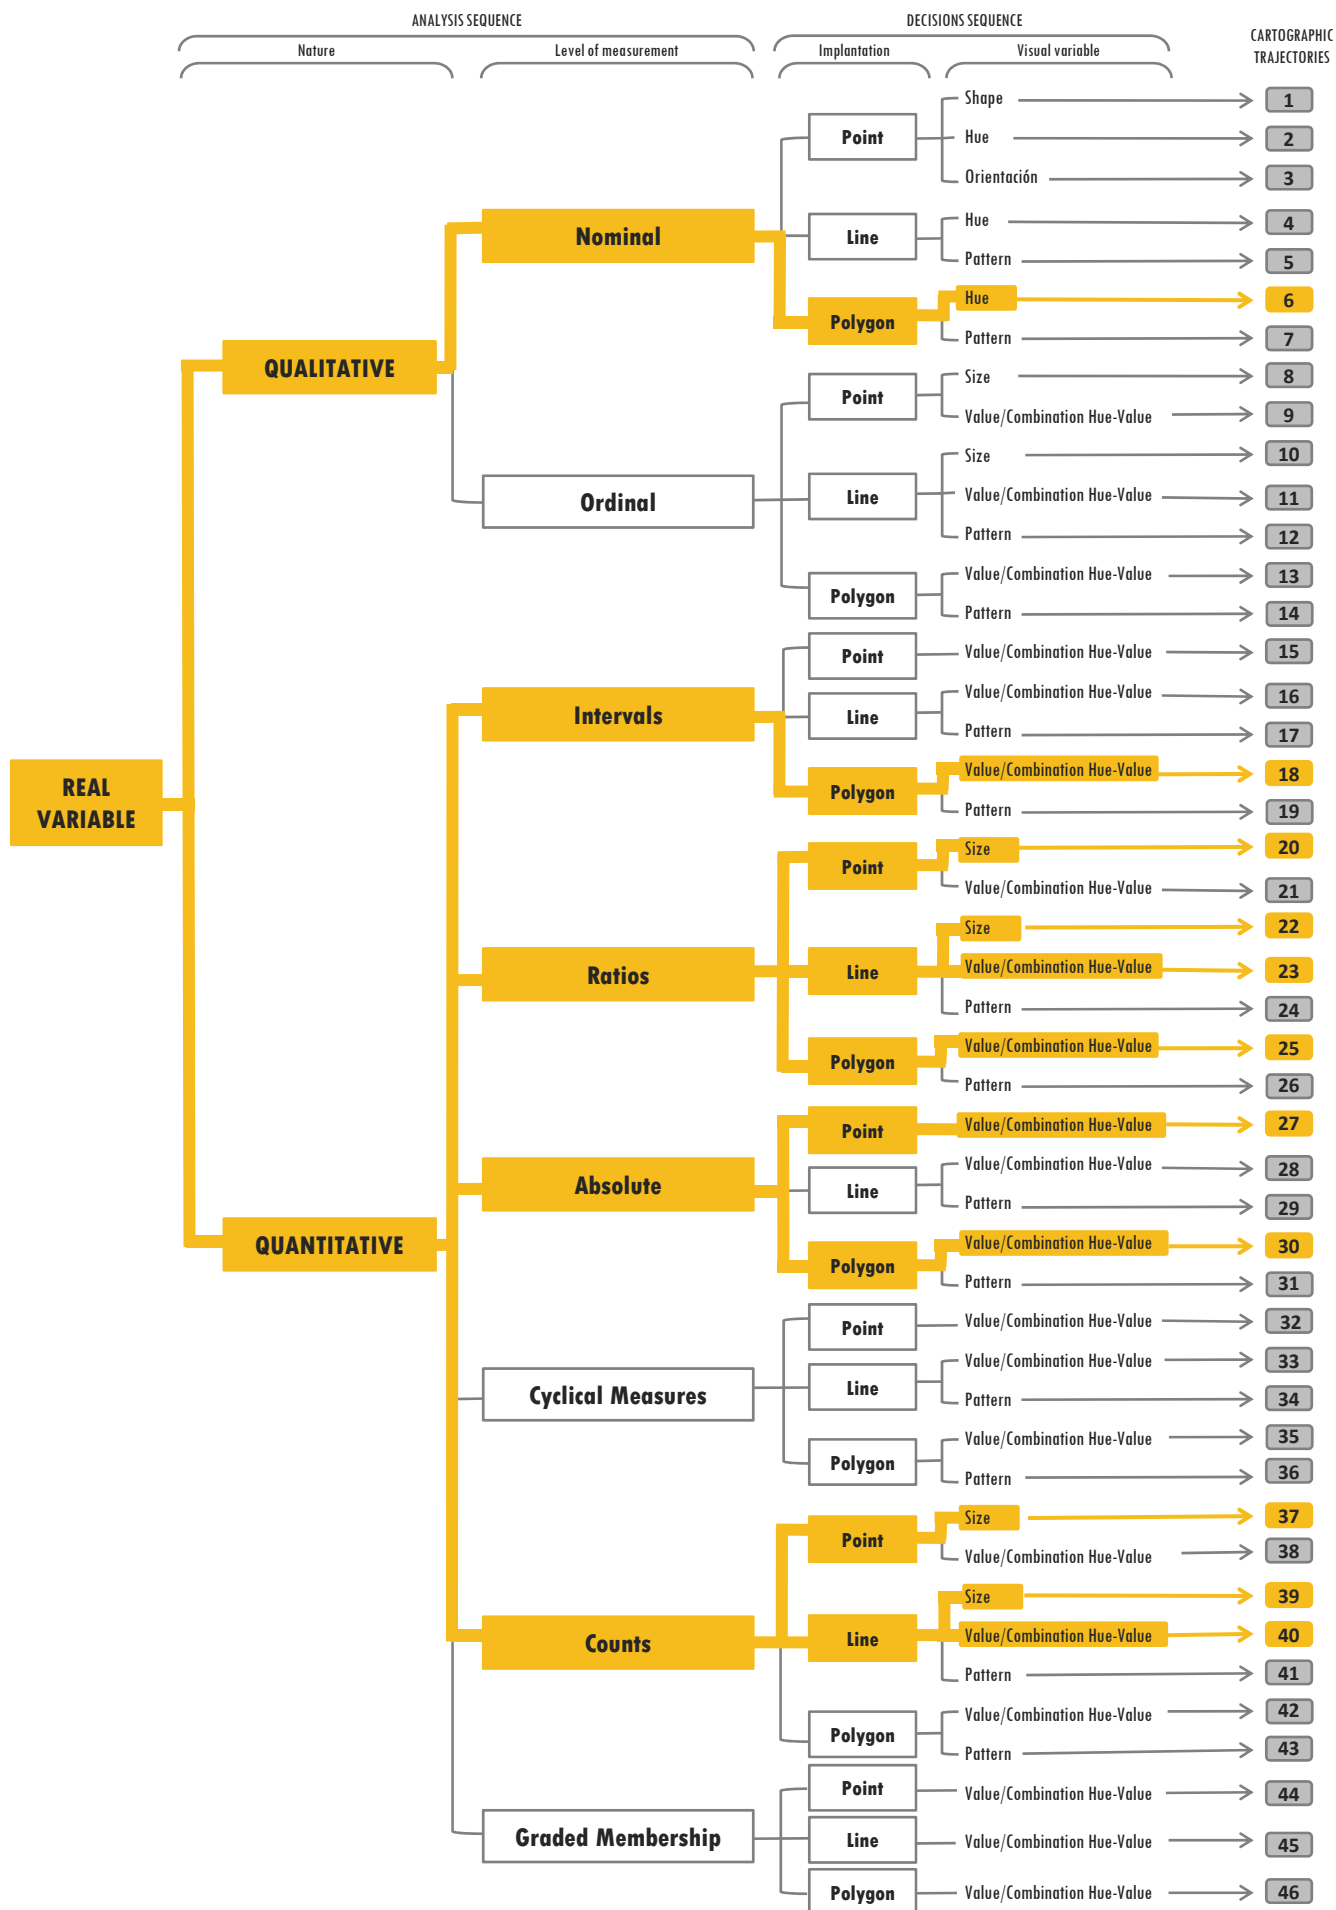 ANALYSIS SEQUENCE
DECISIONS SEQUENCE
CARTOGRAPHIC
TRAJECTORIES
Nature
Level of measurement
Implantation
Visual variable
REAL
VARIABLE
QUALITATIVE
Nominal
Point
Shape
1
Hue
2
Orientación
3
Line
Hue
4
Pattern
5
Polygon
Hue
6
Pattern
7
Ordinal
Point
Size
8
Value/Combination Hue-Value
9
Line
Size
10
Value/Combination Hue-Value
11
Pattern
12
Polygon
Value/Combination Hue-Value
13
Pattern
14
QUANTITATIVE
Intervals
Point
Value/Combination Hue-Value
15
Line
Value/Combination Hue-Value
16
Pattern
17
Polygon
Value/Combination Hue-Value
18
Pattern
19
Ratios
Point
Size
20
Value/Combination Hue-Value
21
Line
Size
22
Value/Combination Hue-Value
23
Pattern
24
Polygon
Value/Combination Hue-Value
25
Pattern
26
Absolute
Point
Value/Combination Hue-Value
27
Line
Value/Combination Hue-Value
28
Pattern
29
Polygon
Value/Combination Hue-Value
30
Pattern
31
Cyclical Measures
Point
Value/Combination Hue-Value
32
Line
Value/Combination Hue-Value
33
Pattern
34
Polygon
Value/Combination Hue-Value
35
Pattern
36
Counts
Point
Size
37
Value/Combination Hue-Value
38
Line
Size
39
Value/Combination Hue-Value
40
Pattern
41
Polygon
Value/Combination Hue-Value
42
Pattern
43
Graded Membership
Point
Value/Combination Hue-Value
44
Line
Value/Combination Hue-Value
45
Polygon
Value/Combination Hue-Value
46